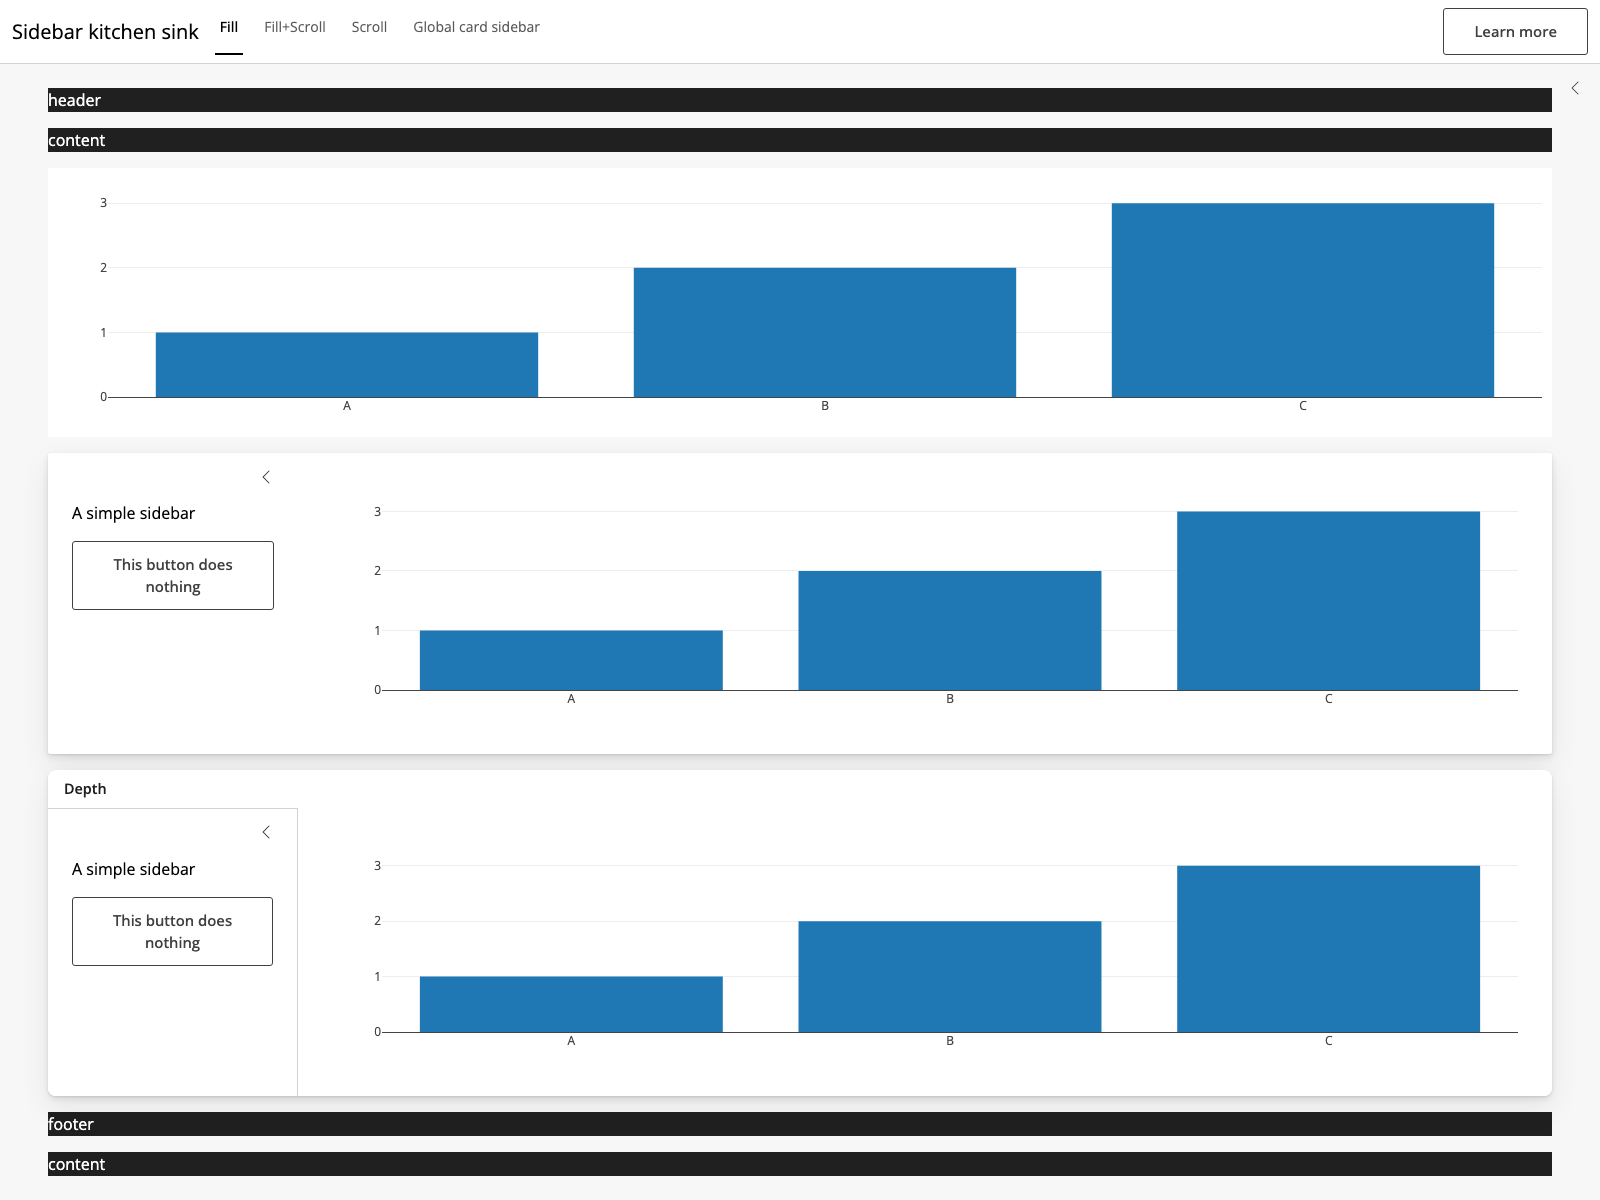 Sidebar kitchen sink
Fill
Fill+Scroll
Scroll
Global card sidebar
Learn more
header
content
3
2
1
0
A
B
C
A simple sidebar
This button does
nothing
3
2
1
0
A
B
C
Depth
A simple sidebar
This button does
nothing
3
2
1
0
A
B
C
footer
content